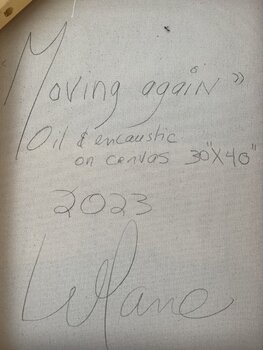 "Moving again"
Oil & encaustic
on canvas 30"X40"
2023